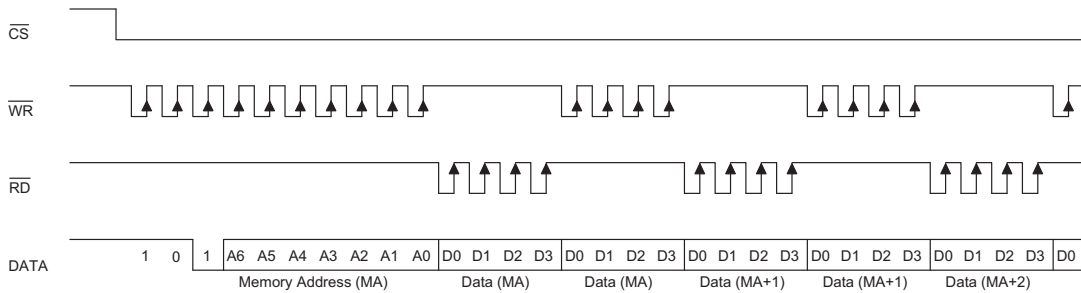 CS
WR
RD
DATA 1 0 1 A6 A5 A4 A3 A2 A1 A0 D0 D1 D2 D3 D0 D1 D2 D3 D0 D1 D2 D3 D0 D1 D2 D3 D0 D1 D2 D3 D0
Memory Address (MA) Data (MA) Data (MA) Data (MA+1) Data (MA+1) Data (MA+2)